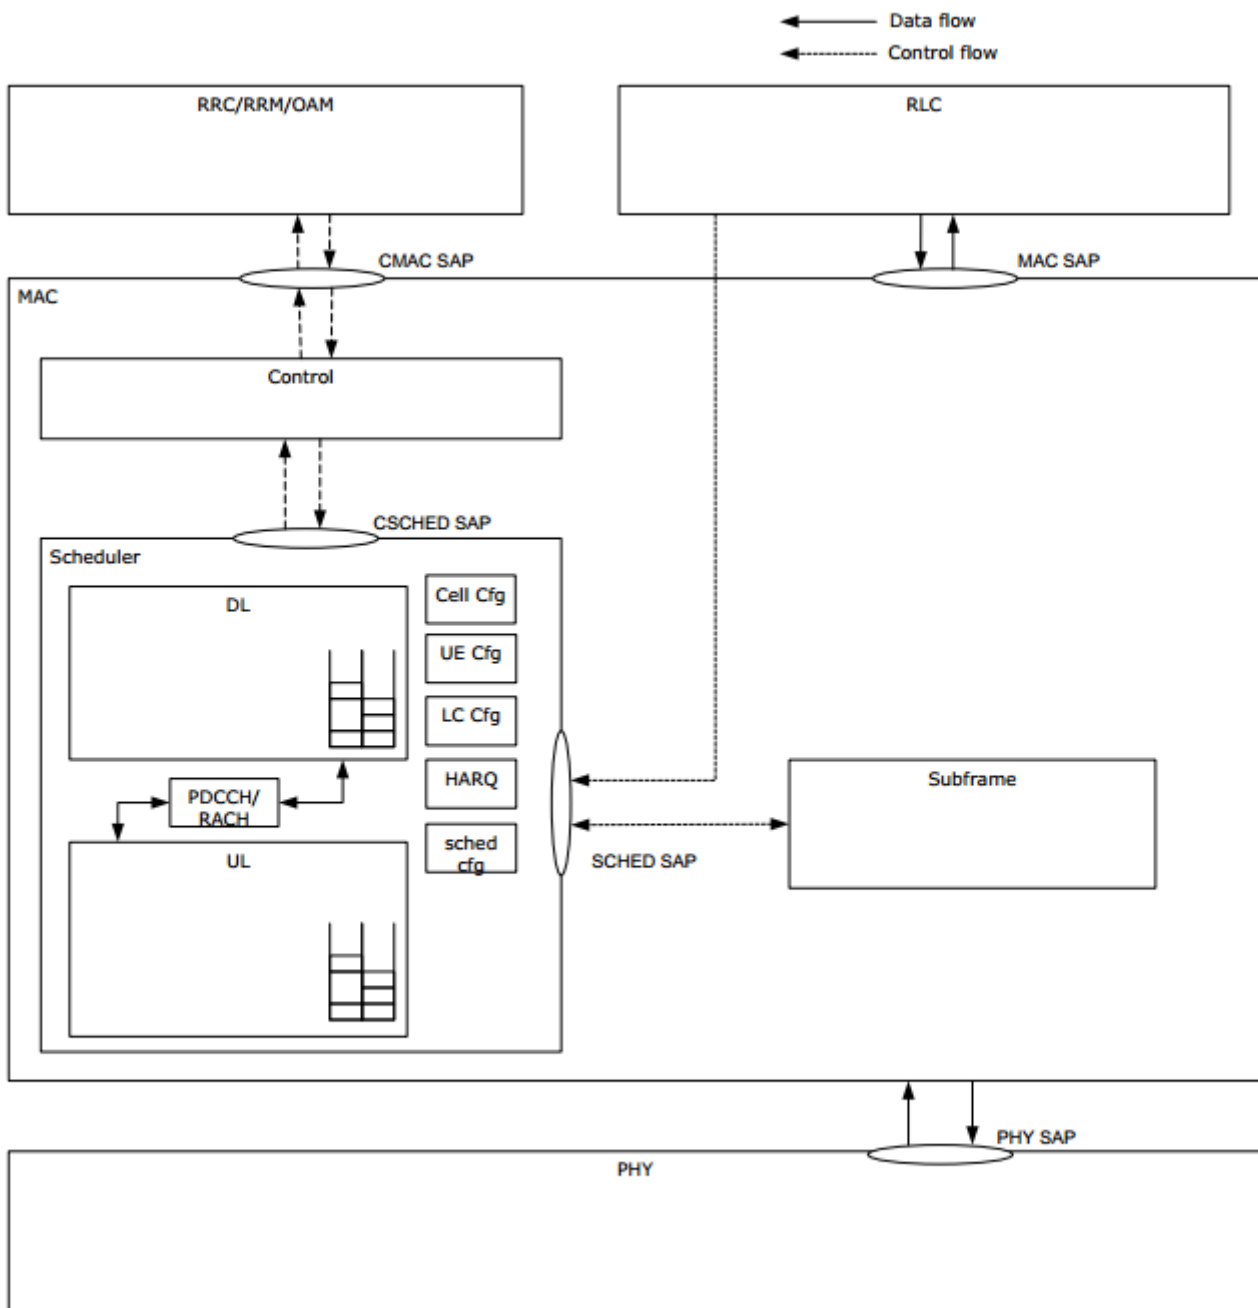 Data flow
Control flow
RRC/RRM/OAM
RLC
CMAC SAP
MAC SAP
MAC
Control
CSCHED SAP
Scheduler
DL
Cell Cfg
UE Cfg
LC Cfg
HARQ
PDCCH/
RACH
sched
cfg
UL
SCHED SAP
Subframe
PHY SAP
PHY